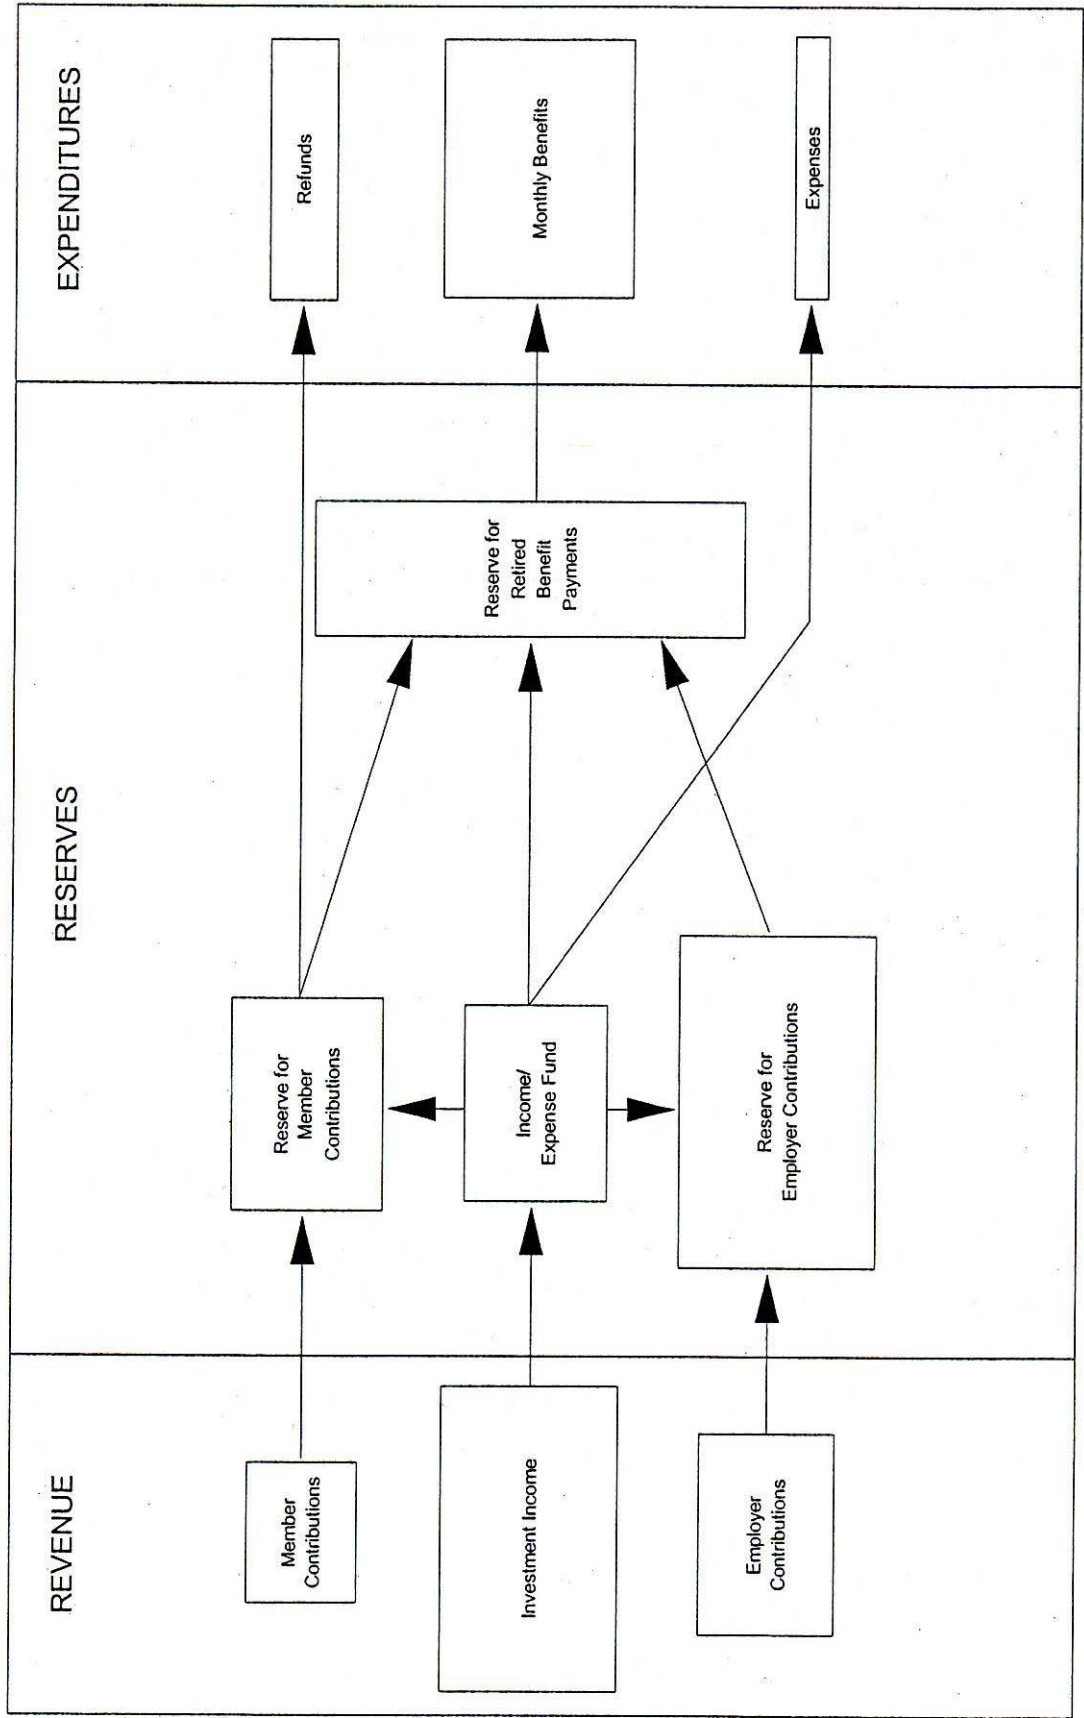 REVENUE
Member
Contributions
Investment Income
Employer
Contributions
RESERVES
Reserve for
Member
Contributions
Income/
Expense Fund
Reserve for
Employer Contributions
Reserve for
Retired
Benefit
Payments
EXPENDITURES
Refunds
Monthly Benefits
Expenses